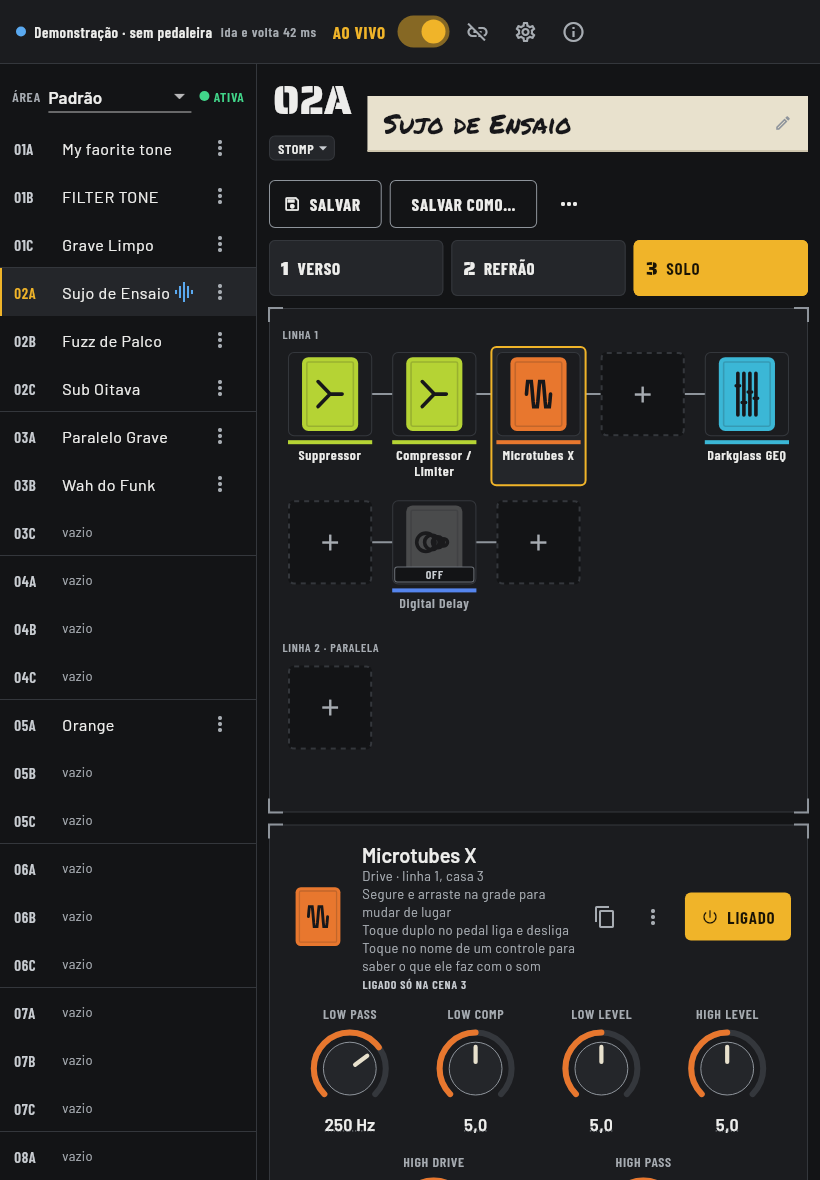 Demonstração · sem pedaleira Ida e volta 42 ms AO VIVO
ÁREA Padrão ATIVA
01A My faorite tone
01B FILTER TONE
01C Grave Limpo
02A Sujo de Ensaio
02B Fuzz de Palco
02C Sub Oitava
03A Paralelo Grave
03B Wah do Funk
03C vazio
04A vazio
04B vazio
04C vazio
05A Orange
05B vazio
05C vazio
06A vazio
06B vazio
06C vazio
07A vazio
07B vazio
07C vazio
08A vazio
02A
STOMP
Sujo de Ensaio
SALVAR SALVAR COMO...
1 VERSO 2 REFRÃO 3 SOLO
LINHA 1
Suppressor
Compressor /
Limiter
Microtubes X
Darkglass GEQ
OFF
Digital Delay
LINHA 2 · PARALELA
Microtubes X
Drive · linha 1, casa 3
Segure e arraste na grade para
mudar de lugar
Toque duplo no pedal liga e desliga
Toque no nome de um controle para
saber o que ele faz com o som
LIGADO SÓ NA CENA 3
LIGADO
LOW PASS LOW COMP LOW LEVEL HIGH LEVEL
250 Hz 5,0 5,0 5,0
HIGH DRIVE HIGH PASS